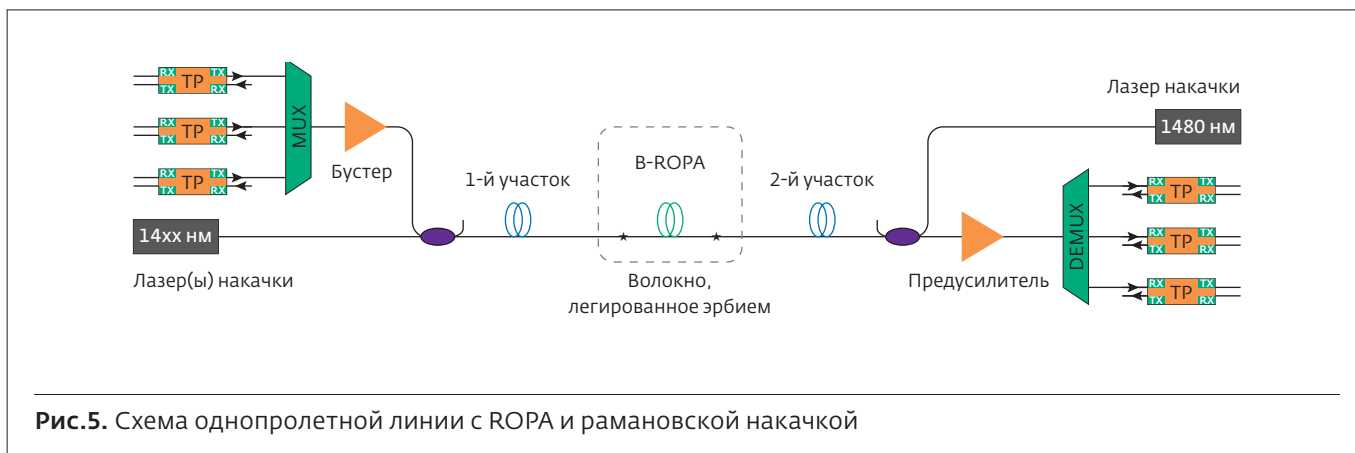 RX TP TX
TX RX
RX TP TX
TX RX
RX TP TX
TX RX
MUX
Бустер
14xx нм
Лазер(ы) накачки
1-й участок
B-ROPA
Волокно,
легированное эрбием
2-й участок
Лазер накачки
1480 нм
Предусилитель
DEMUX
RX TP TX
TX RX
RX TP TX
TX RX
RX TP TX
TX RX
Рис.5. Схема однопролетной линии с ROPA и рамановской накачкой